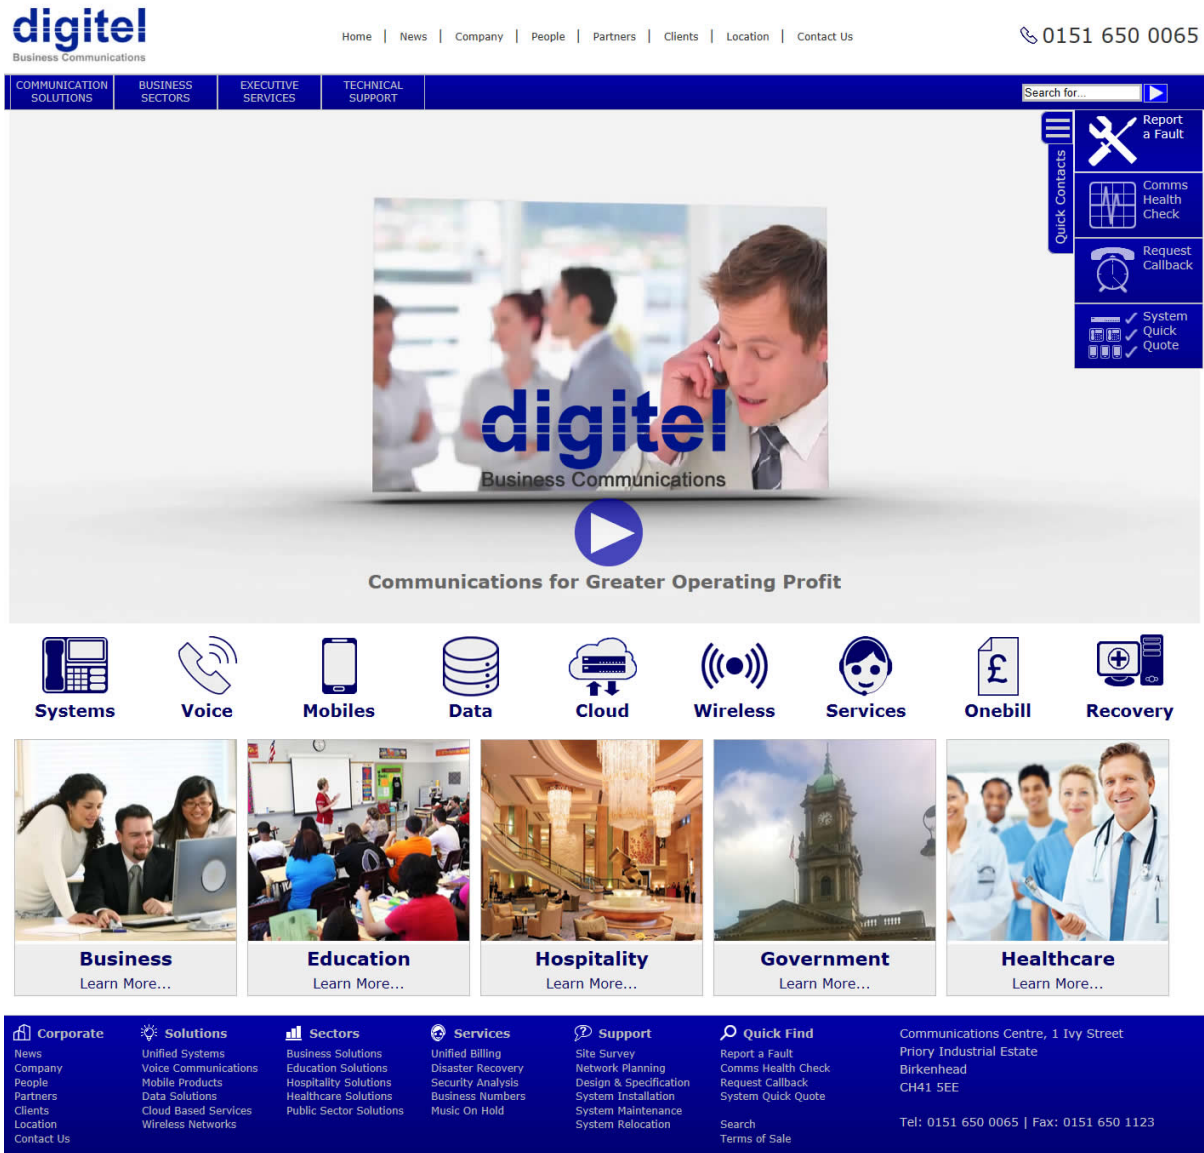 digitel
Business Communications
Home | News | Company | People | Partners | Clients | Location | Contact Us
0151 650 0065
COMMUNICATION SOLUTIONS
BUSINESS SECTORS
EXECUTIVE SERVICES
TECHNICAL SUPPORT
Search for...
Quick Contacts
Report
a Fault
Comms
Health
Check
Request
Callback
System
Quick
Quote
digitel
Business Communications
Communications for Greater Operating Profit
Systems
Voice
Mobiles
Data
Cloud
Wireless
Services
£
Onebill
Recovery
Business
Learn More...
Education
Learn More...
Hospitality
Learn More...
Government
Learn More...
Healthcare
Learn More...
Corporate
News
Company
People
Partners
Clients
Location
Contact Us
Solutions
Unified Systems
Voice Communications
Mobile Products
Data Solutions
Cloud Based Services
Wireless Networks
Sectors
Business Solutions
Education Solutions
Hospitality Solutions
Healthcare Solutions
Public Sector Solutions
Services
Unified Billing
Disaster Recovery
Security Analysis
Business Numbers
Music On Hold
Support
Site Survey
Network Planning
Design & Specification
System Installation
System Maintenance
System Relocation
Quick Find
Report a Fault
Comms Health Check
Request Callback
System Quick Quote
Search
Terms of Sale
Communications Centre, 1 Ivy Street
Priory Industrial Estate
Birkenhead
CH41 5EE
Tel: 0151 650 0065 | Fax: 0151 650 1123